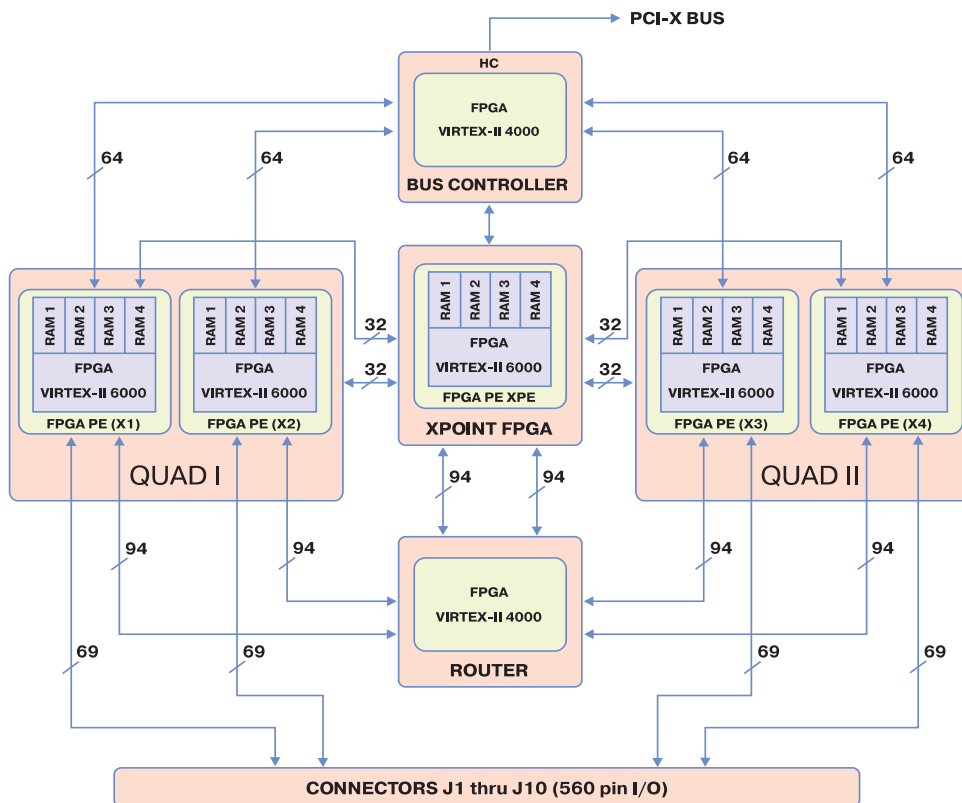 PCI-X BUS
HC
FPGA
VIRTEX-II 4000
BUS CONTROLLER
64
64
64
64
RAM 1
RAM 2
RAM 3
RAM 4
FPGA
VIRTEX-II 6000
FPGA PE (X1)
RAM 1
RAM 2
RAM 3
RAM 4
FPGA
VIRTEX-II 6000
FPGA PE (X2)
QUAD I
32
32
RAM 1
RAM 2
RAM 3
RAM 4
FPGA
VIRTEX-II 6000
FPGA PE XPE
XPOINT FPGA
32
32
RAM 1
RAM 2
RAM 3
RAM 4
FPGA
VIRTEX-II 6000
FPGA PE (X3)
RAM 1
RAM 2
RAM 3
RAM 4
FPGA
VIRTEX-II 6000
FPGA PE (X4)
QUAD II
94
94
94
94
94
94
FPGA
VIRTEX-II 4000
ROUTER
69
69
69
69
CONNECTORS J1 thru J10 (560 pin I/O)